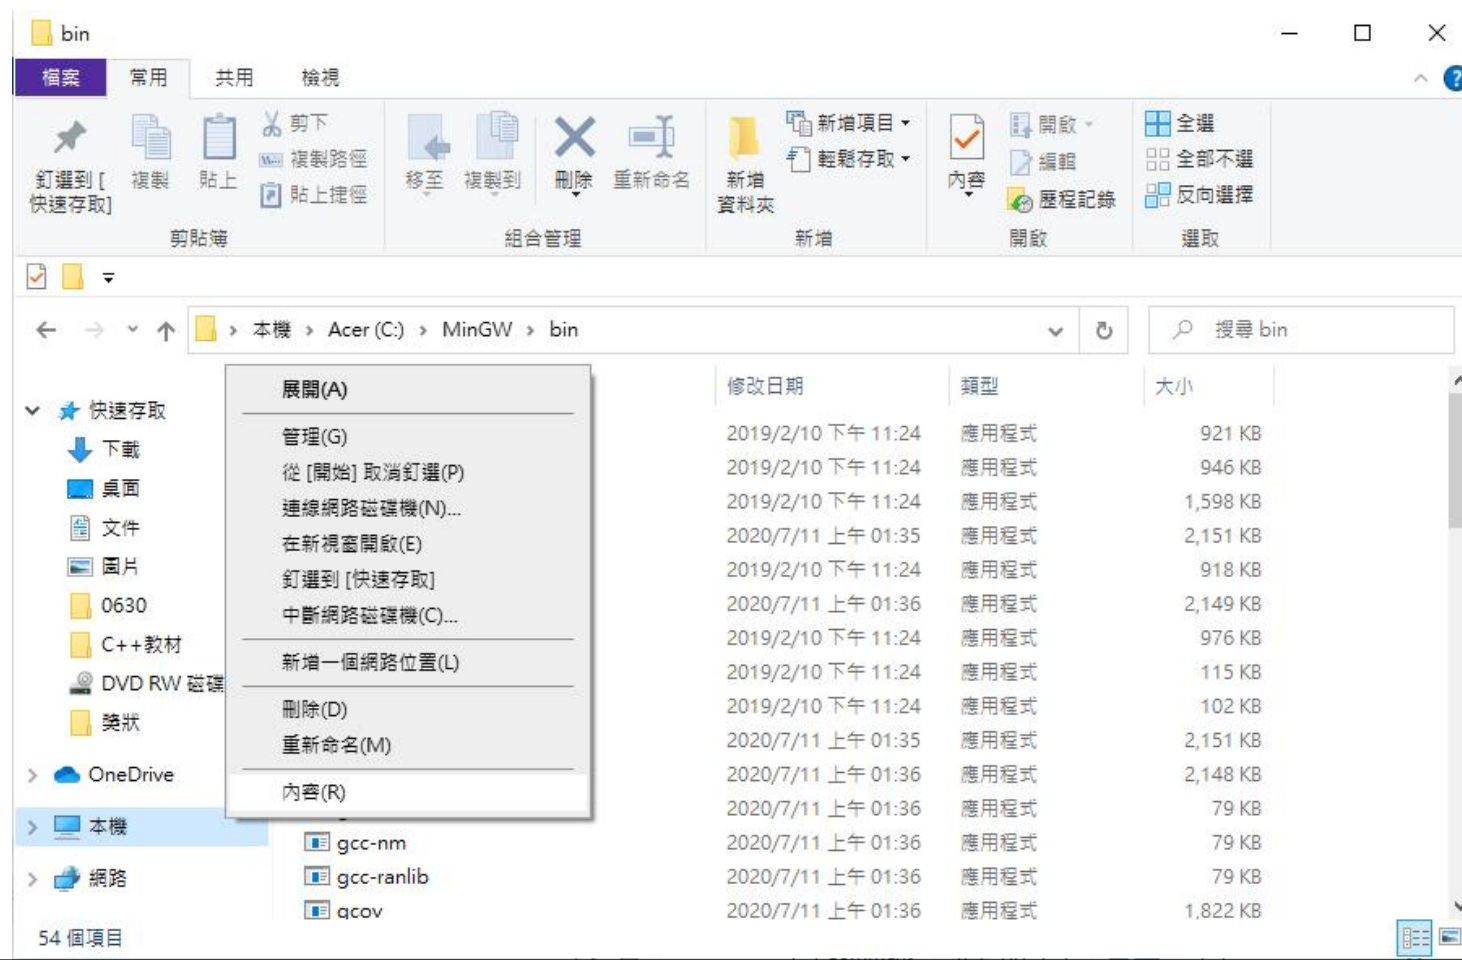 bin
檔案 常用 共用 檢視
釘選到 [
快速存取]
複製
貼上
剪下
複製路徑
貼上捷徑
移至
複製到
刪除
重新命名
新增
資料夾
新增項目
輕鬆存取
內容
開啟
編輯
歷程記錄
全選
全部不選
反向選擇
剪貼簿 組合管理 新增 開啟 選取
本機 > Acer (C:) > MinGW > bin
搜尋 bin
快速存取
下載
桌面
文件
圖片
0630
C++教材
DVD RW 磁碟
獎狀
OneDrive
本機
網路
展開(A)
管理(G)
從 [開始] 取消釘選(P)
連線網路磁碟機(N)...
在新視窗開啟(E)
釘選到 [快速存取]
中斷網路磁碟機(C)...
新增一個網路位置(L)
刪除(D)
重新命名(M)
內容(R)
修改日期 類型 大小
2019/2/10 下午 11:24 應用程式 921 KB
2019/2/10 下午 11:24 應用程式 946 KB
2019/2/10 下午 11:24 應用程式 1,598 KB
2020/7/11 上午 01:35 應用程式 2,151 KB
2019/2/10 下午 11:24 應用程式 918 KB
2020/7/11 上午 01:36 應用程式 2,149 KB
2019/2/10 下午 11:24 應用程式 976 KB
2019/2/10 下午 11:24 應用程式 115 KB
2019/2/10 下午 11:24 應用程式 102 KB
2020/7/11 上午 01:35 應用程式 2,151 KB
2020/7/11 上午 01:36 應用程式 2,148 KB
2020/7/11 上午 01:36 應用程式 79 KB
gcc-nm 2020/7/11 上午 01:36 應用程式 79 KB
gcc-ranlib 2020/7/11 上午 01:36 應用程式 79 KB
gcov 2020/7/11 上午 01:36 應用程式 1,822 KB
54 個項目